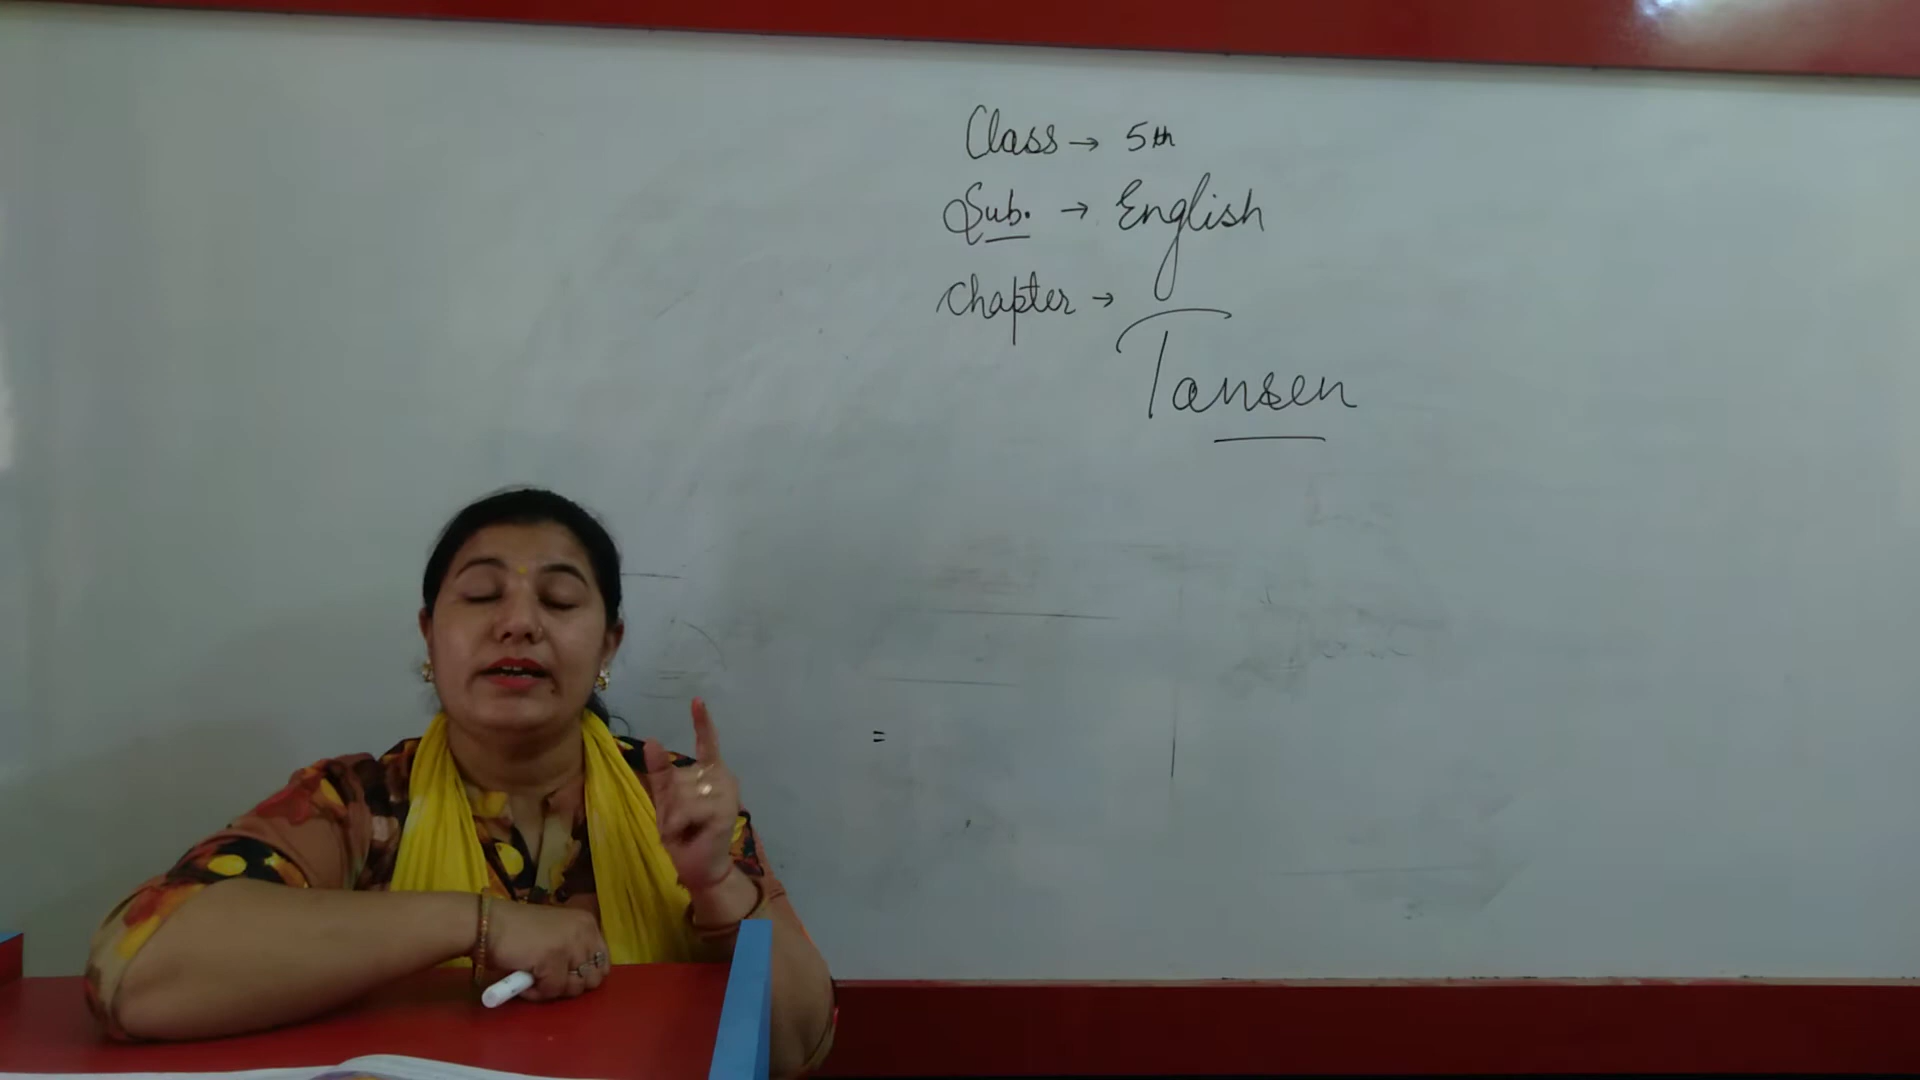 Class → 5th
Sub. → English
Chapter →
Tansen
=